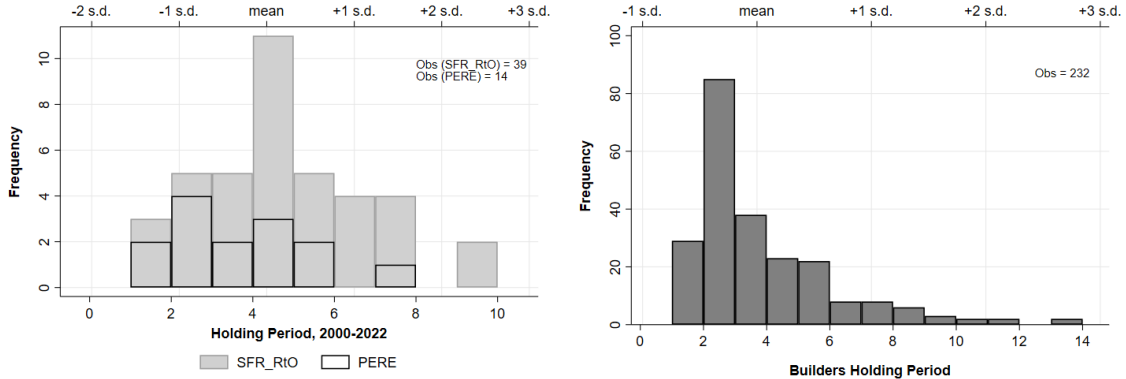 -2 s.d. -1 s.d. mean +1 s.d. +2 s.d. +3 s.d.
Obs (SFR_RtO) = 39
Obs (PERE) = 14
10
8
6
4
2
0
Frequency
0 2 4 6 8 10
Holding Period, 2000-2022
SFR_RtO PERE
-1 s.d. mean +1 s.d. +2 s.d. +3 s.d.
Obs = 232
100
80
60
40
20
0
Frequency
0 2 4 6 8 10 12 14
Builders Holding Period